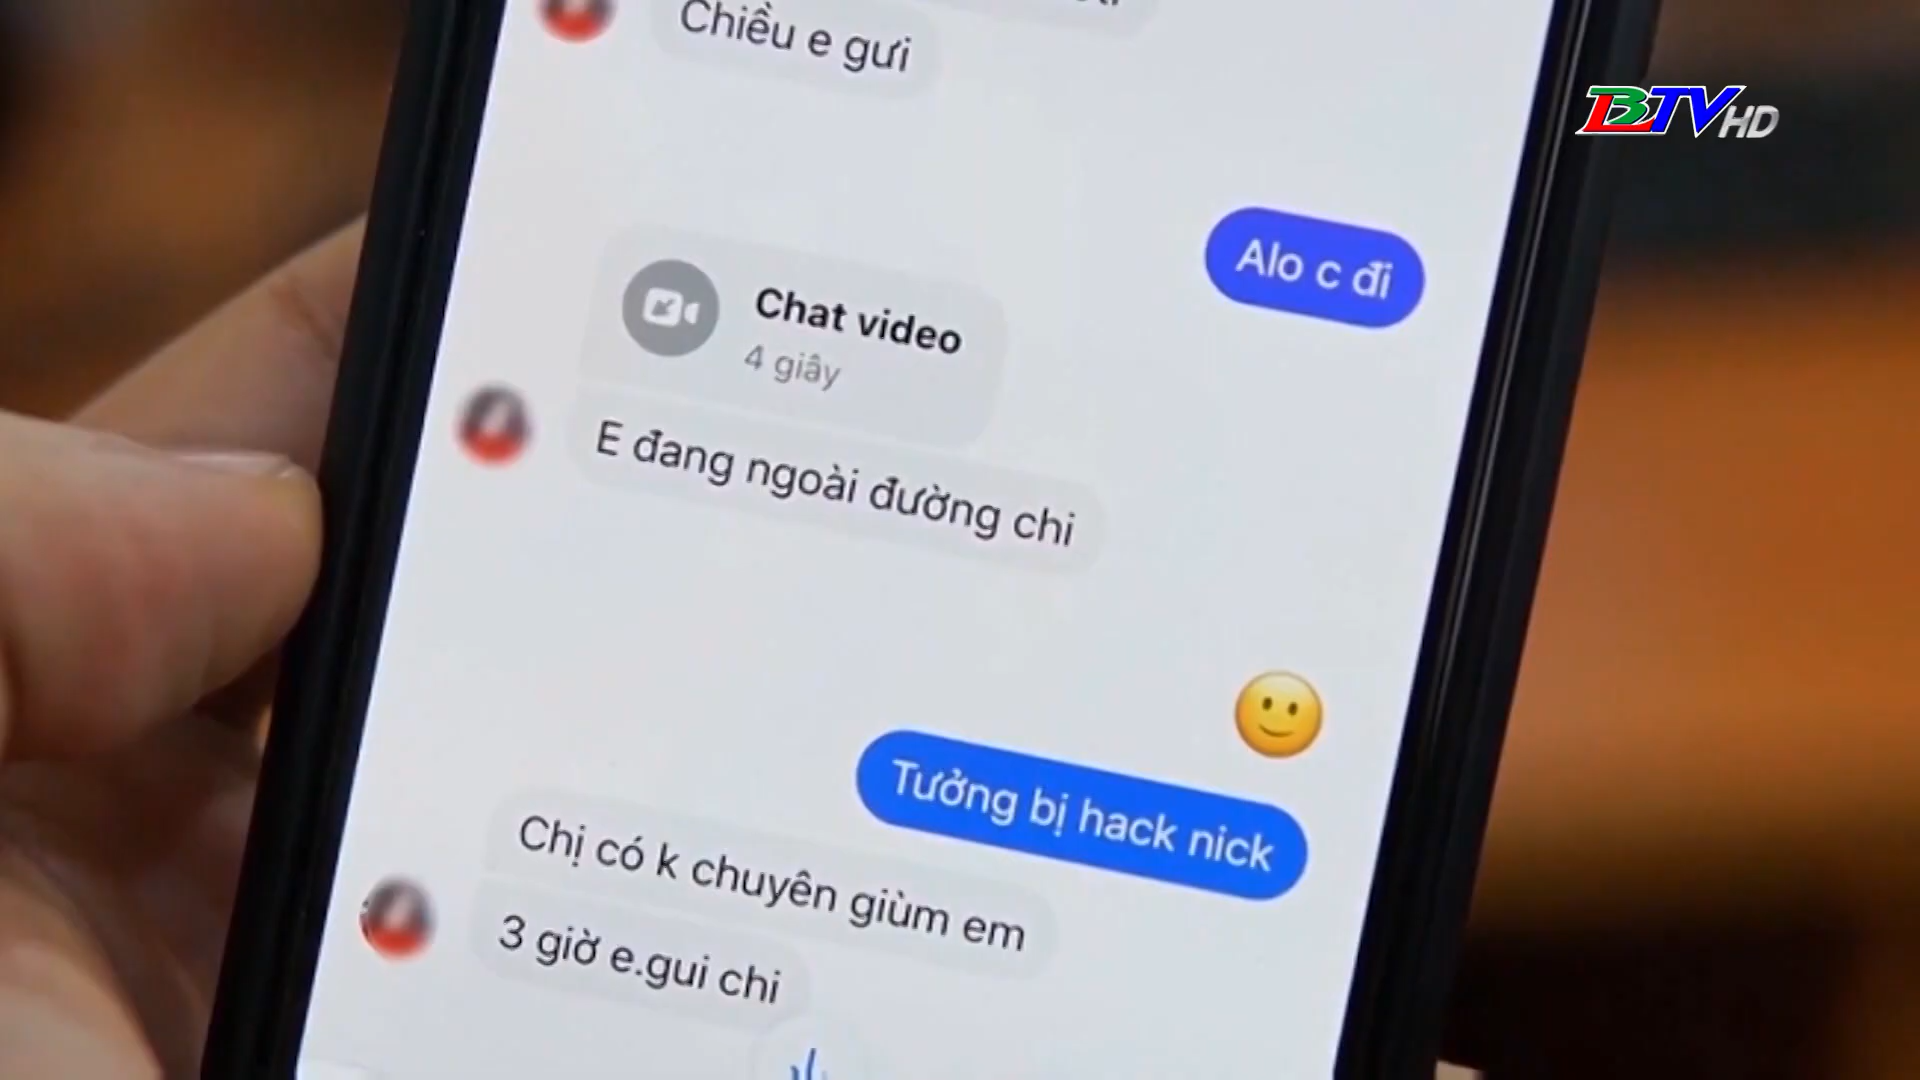 Chiều e gưi
BTV HD
Alo c đi
Chat video
4 giây
E đang ngoài đường chi
Tưởng bị hack nick
Chị có k chuyên giùm em
3 giờ e.gui chi